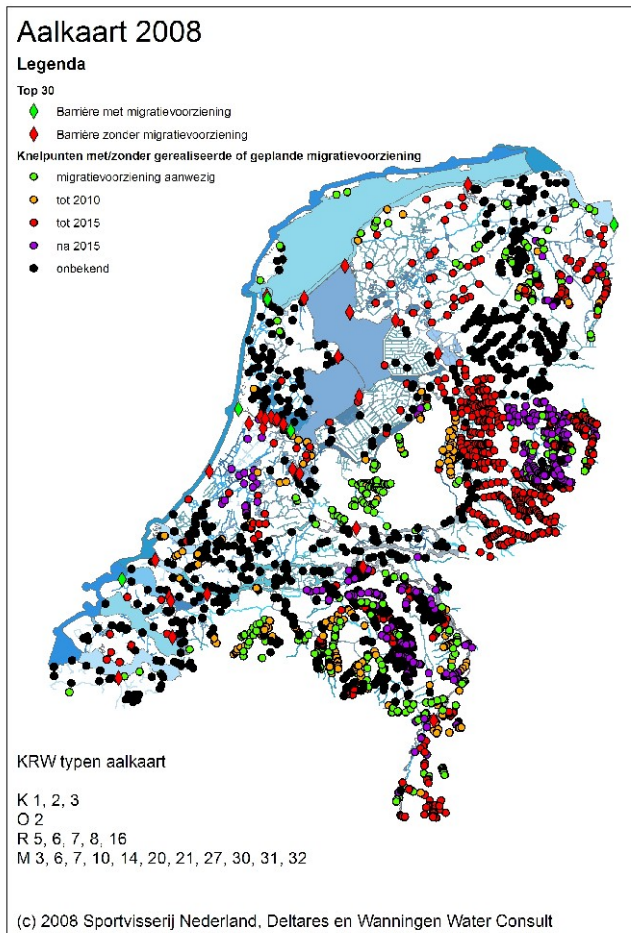 Aalkaart 2008
Legenda
Top 30
Barrière met migratievoorziening
Barrière zonder migratievoorziening
Knelpunten met/zonder gerealiseerde of geplande migratievoorziening
migratievoorziening aanwezig
tot 2010
tot 2015
na 2015
onbekend
KRW typen aalkaart
K 1, 2, 3
O 2
R 5, 6, 7, 8, 16
M 3, 6, 7, 10, 14, 20, 21, 27, 30, 31, 32
(c) 2008 Sportvisserij Nederland, Deltares en Wanningen Water Consult